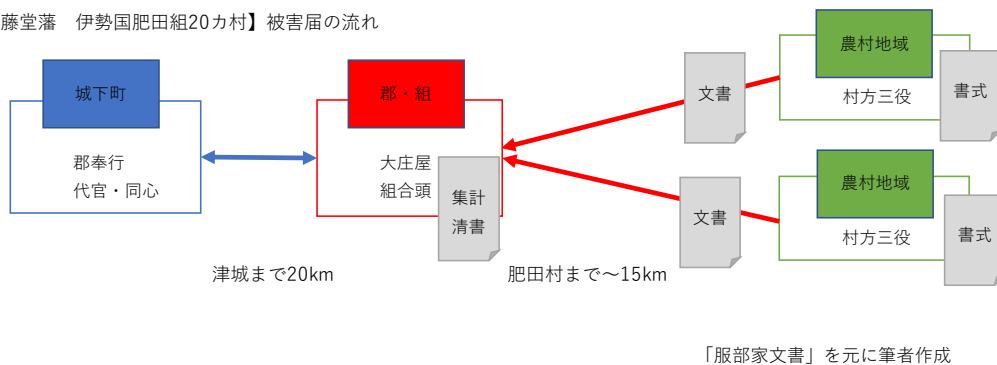 藤堂藩　伊勢国肥田組20カ村】被害届の流れ
城下町
郡奉行
代官・同心
郡・組
大庄屋
組合頭
集計
清書
文書
農村地域
村方三役
書式
文書
農村地域
村方三役
書式
津城まで20km
肥田村まで～15km
「服部家文書」を元に筆者作成